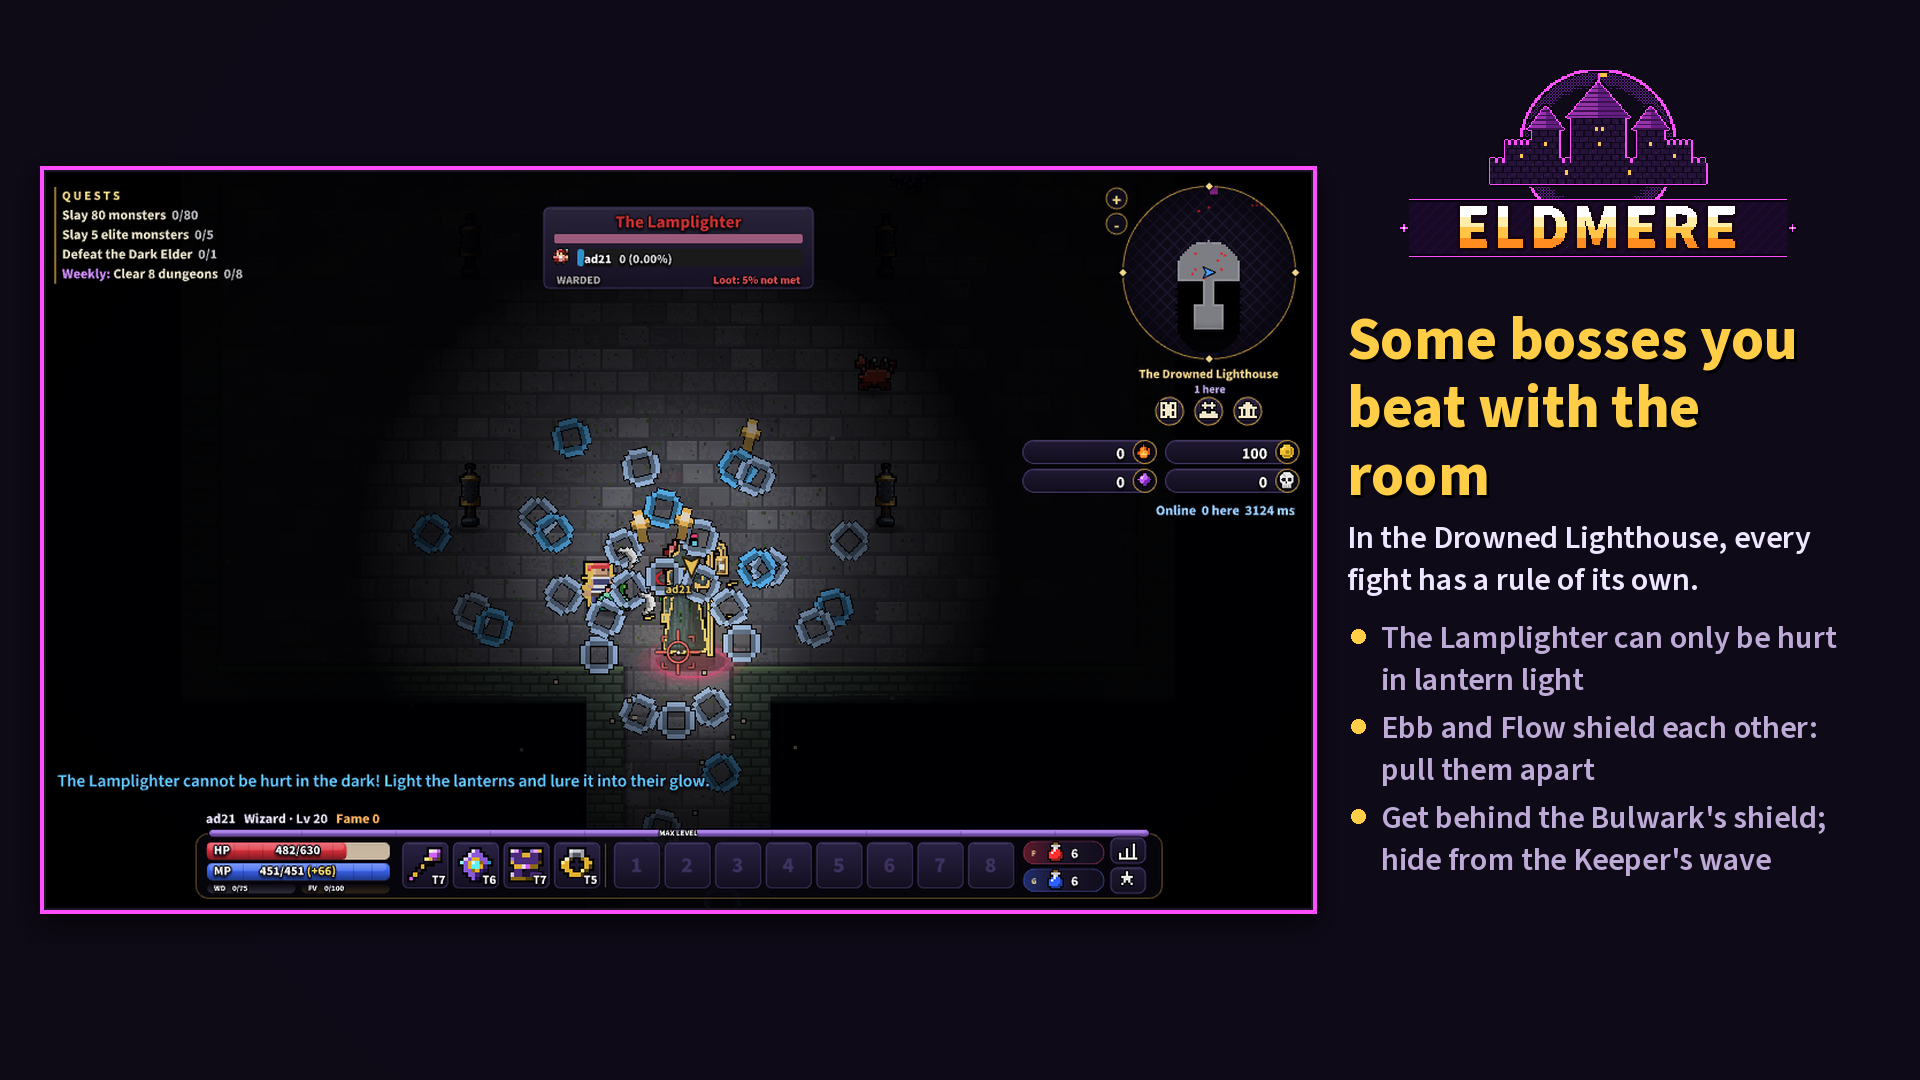 QUESTS
Slay 80 monsters 0/80
Slay 5 elite monsters 0/5
Defeat the Dark Elder 0/1
Weekly: Clear 8 dungeons 0/8
The Lamplighter
ad21 0 (0.00%)
WARDED Loot: 5% not met
+
-
The Drowned Lighthouse
1 here
0 100
0 0
Online 0 here 3124 ms
ad21
The Lamplighter cannot be hurt in the dark! Light the lanterns and lure it into their glow.
ad21 Wizard · Lv 20 Fame 0
MAX LEVEL
HP 482/630
MP 451/451 (+66)
WD 0/75 FV 0/100
T7 T6 T7 T5
1 2 3 4 5 6 7 8
F 6
G 6
ELDMERE
Some bosses you
beat with the
room
In the Drowned Lighthouse, every
fight has a rule of its own.
The Lamplighter can only be hurt
in lantern light
Ebb and Flow shield each other:
pull them apart
Get behind the Bulwark's shield;
hide from the Keeper's wave